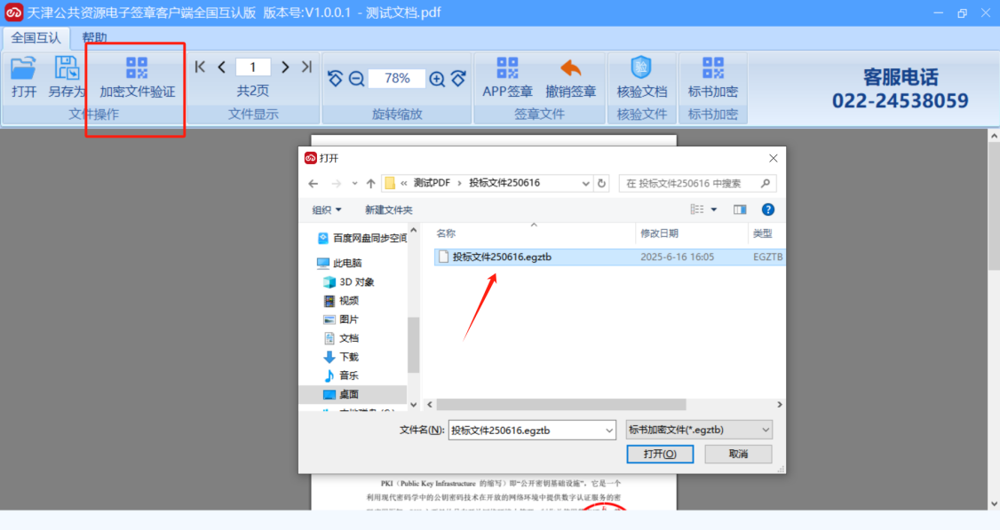 天津公共资源电子签章客户端全国互认版 版本号:V1.0.0.1 - 测试文档.pdf
全国互认 帮助
打开 另存为 加密文件验证
文件操作
1
共2页
文件显示
78%
旋转缩放
APP签章 撤销签章
签章文件
核验文档
核验文件
标书加密
标书加密
客服电话
022-24538059
打开
« 测试PDF › 投标文件250616
在 投标文件250616 中搜索
组织 新建文件夹
百度网盘同步空间
此电脑
3D 对象
视频
图片
文档
下载
音乐
桌面
名称 修改日期 类型
投标文件250616.egztb 2025-6-16 16:05 EGZTB
文件名(N): 投标文件250616.egztb 标书加密文件(*.egztb)
打开(O) 取消
PKI（Public Key Infrastructure 的缩写）即“公开密钥基础设施”。它是一个
利用现代密码学中的公钥密码技术在开放的网络环境中提供数字认证服务的密